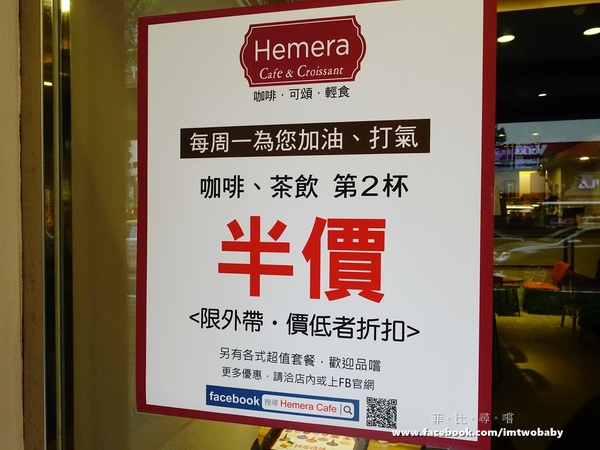 Hemera
Cafe & Croissant
咖啡・可頌・輕食
每周一為您加油、打氣
咖啡、茶飲 第2杯
半價
<限外帶・價低者折扣>
另有各式超值套餐，歡迎品嚐
更多優惠，請洽店內或上FB官網
facebook 搜尋 Hemera Cafe
菲。比。尋。嚐。
www.facebook.com/imtwobaby